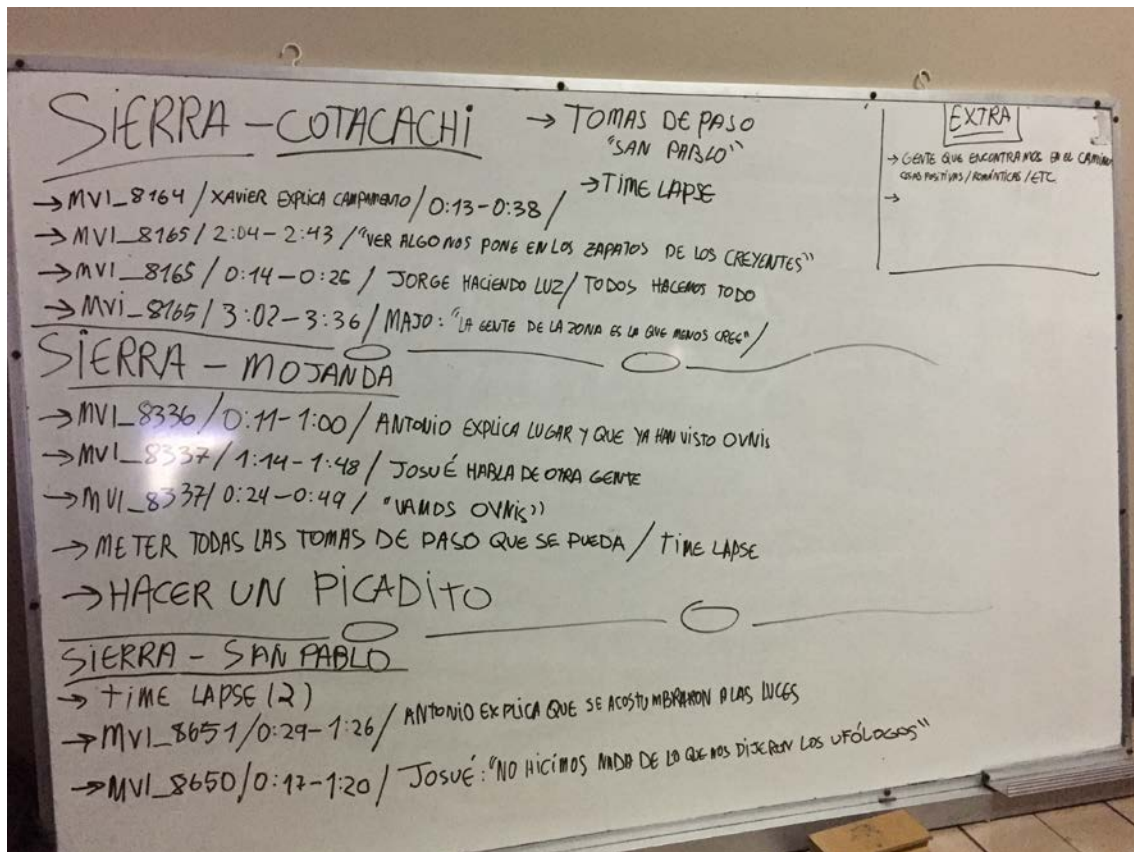 SIERRA – COTACACHI
→ TOMAS DE PASO
"SAN PABLO"
→ TIME LAPSE
EXTRA
→ GENTE QUE ENCONTRAMOS EN EL CAMINO
COSAS POSITIVAS / ROMÁNTICAS / ETC.
→
→ MVI_8164 / XAVIER EXPLICA CAMPAMENTO / 0:13–0:38 /
→ MVI_8165 / 2:04–2:43 / "VER ALGO NOS PONE EN LOS ZAPATOS DE LOS CREYENTES"
→ MVI_8165 / 0:14–0:26 / JORGE HACIENDO LUZ / TODOS HACEMOS TODO
→ MVI_8165 / 3:02–3:36 / MAJO: "LA GENTE DE LA ZONA ES LA QUE MENOS CREE" /
SIERRA – MOJANDA
→ MVI_8336 / 0:11–1:00 / ANTONIO EXPLICA LUGAR Y QUE YA HAN VISTO OVNIS
→ MVI_8337 / 1:14–1:48 / JOSUÉ HABLA DE OTRA GENTE
→ MVI_8337 / 0:24–0:49 / "VAMOS OVNIS"
→ METER TODAS LAS TOMAS DE PASO QUE SE PUEDA / TIME LAPSE
→ HACER UN PICADITO
SIERRA – SAN PABLO
→ TIME LAPSE (2)
→ MVI_8651 / 0:29–1:26 / ANTONIO EXPLICA QUE SE ACOSTUMBRARON A LAS LUCES
→ MVI_8650 / 0:17–1:20 / JOSUÉ: "NO HICIMOS NADA DE LO QUE NOS DIJERON LOS UFÓLOGOS"